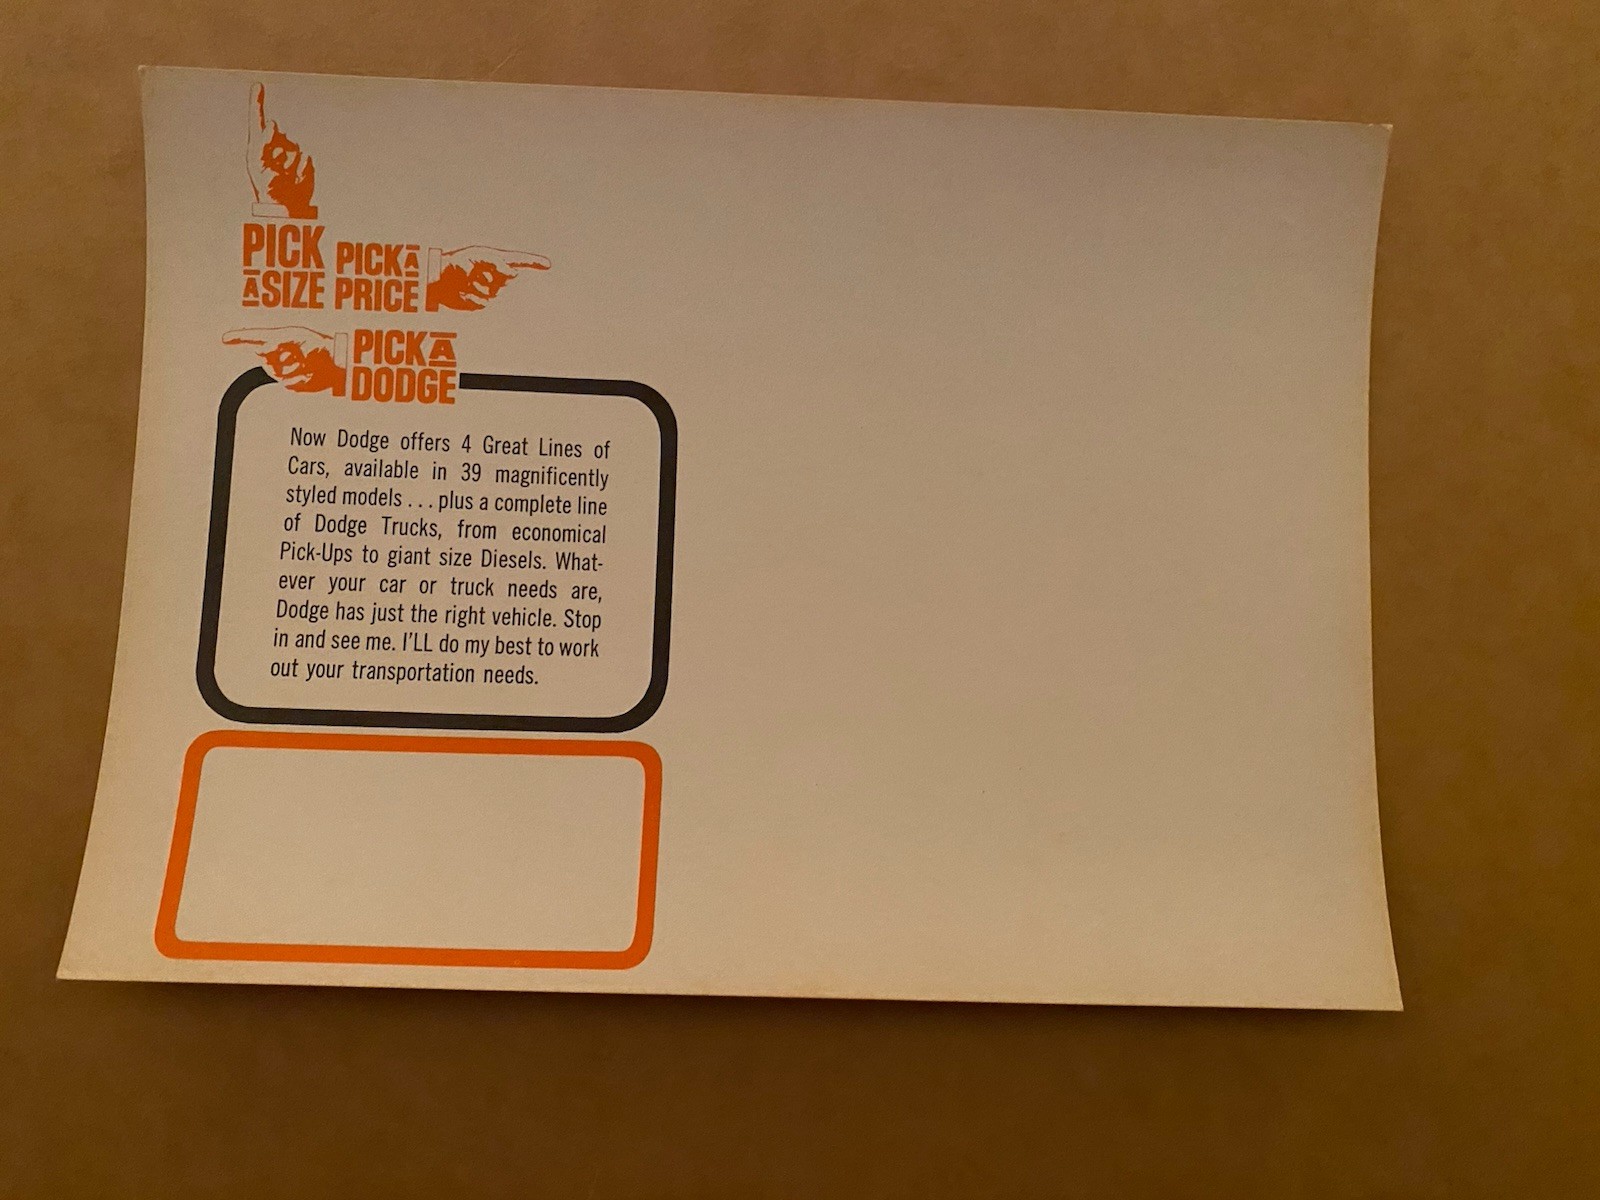 PICK
A SIZE
PICK A
PRICE
PICK A
DODGE
Now Dodge offers 4 Great Lines of
Cars, available in 39 magnificently
styled models . . . plus a complete line
of Dodge Trucks, from economical
Pick-Ups to giant size Diesels. What-
ever your car or truck needs are,
Dodge has just the right vehicle. Stop
in and see me. I'LL do my best to work
out your transportation needs.